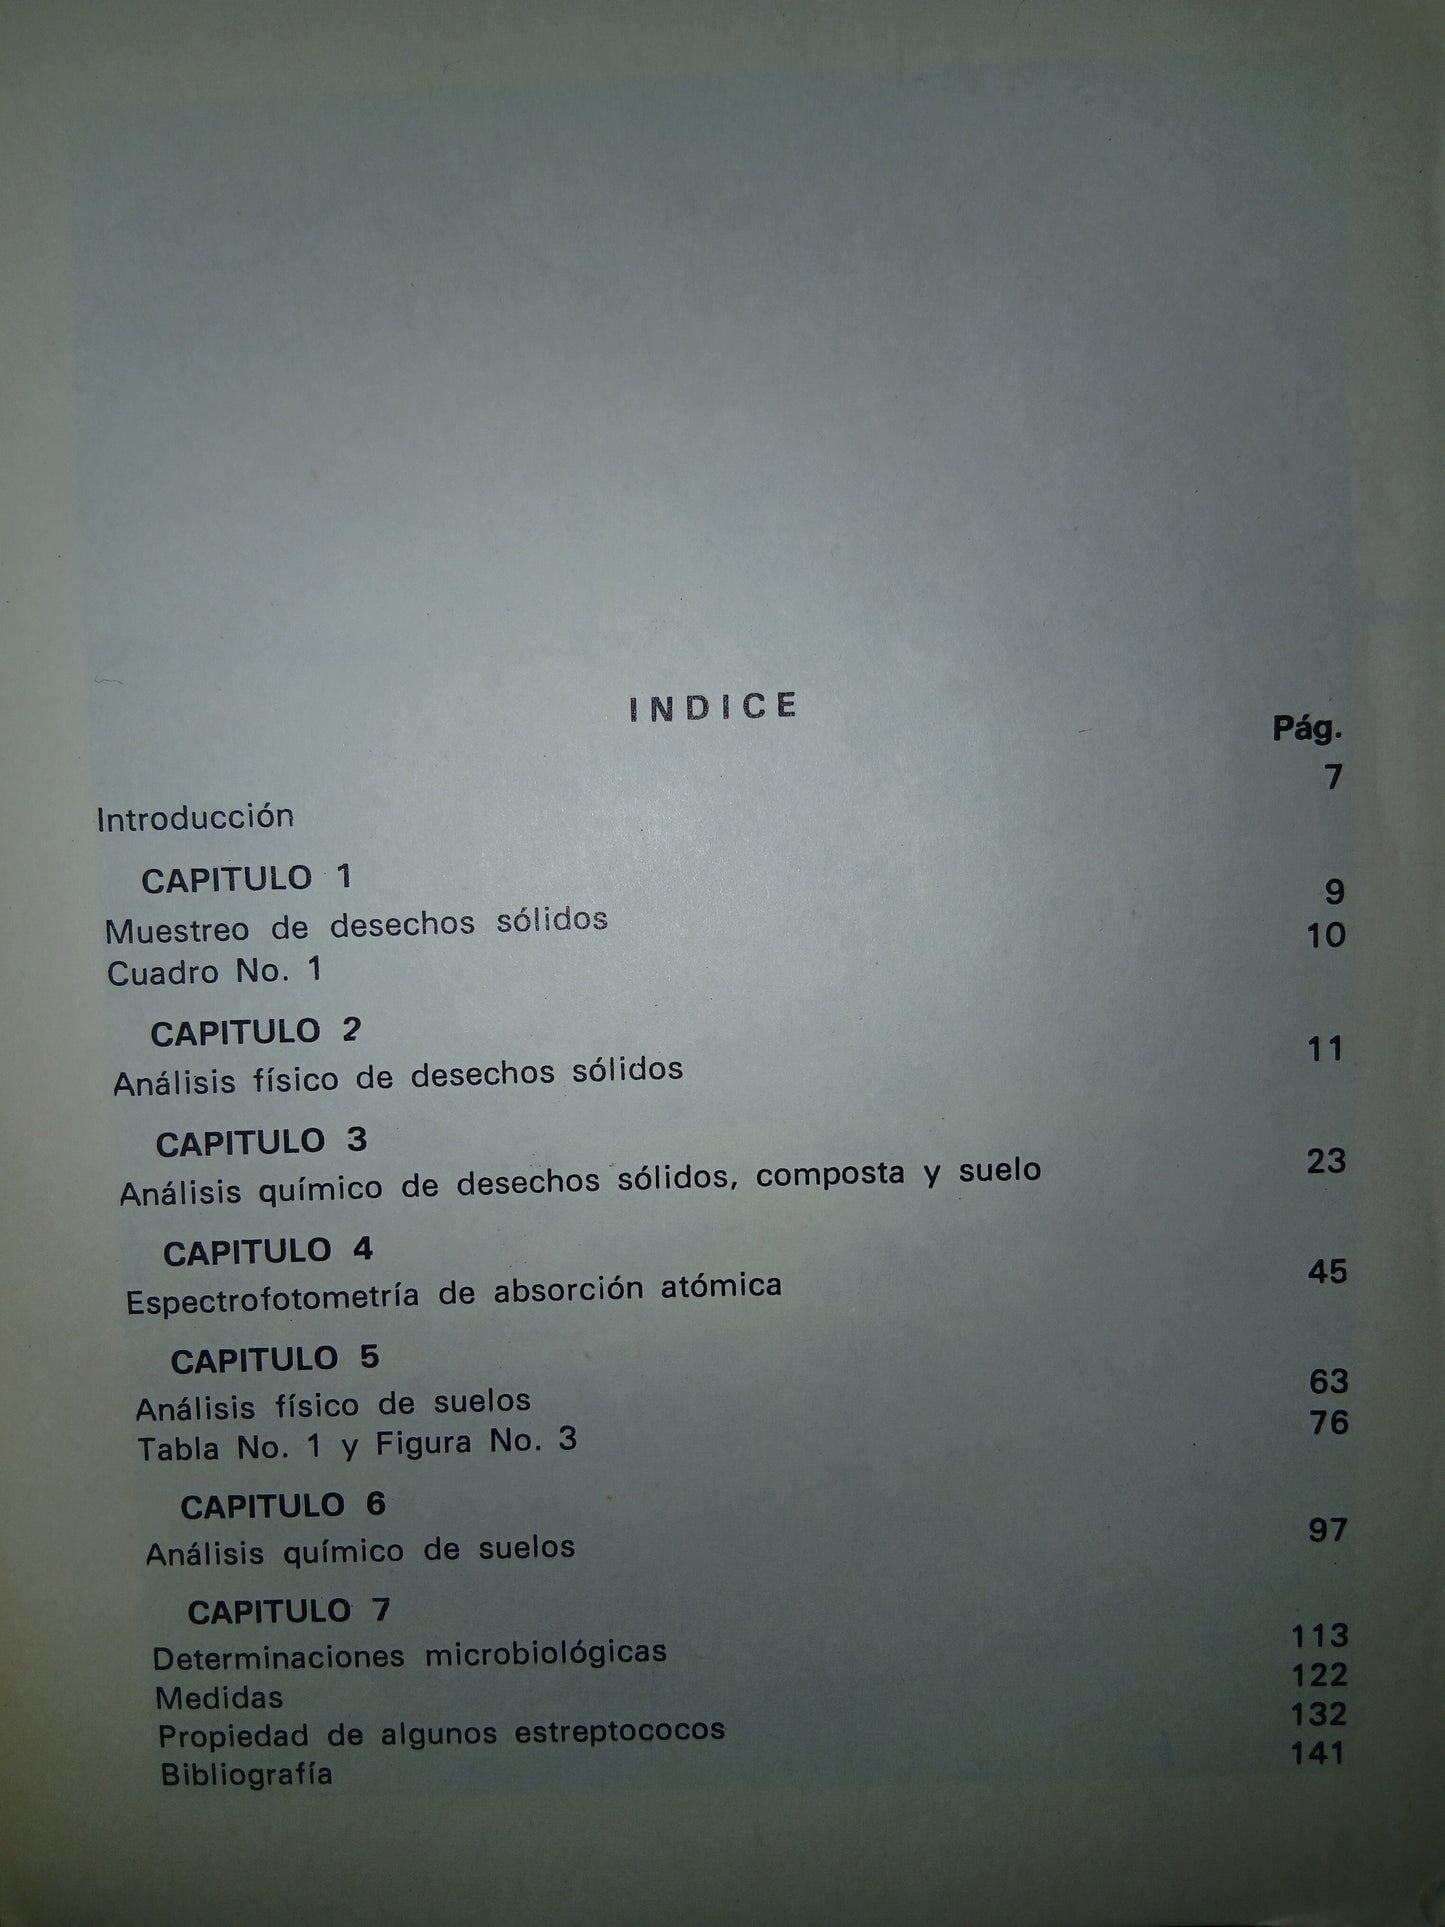 INDICE
Pág.
Introducción 7
CAPITULO 1
Muestreo de desechos sólidos 9
Cuadro No. 1 10
CAPITULO 2
Análisis físico de desechos sólidos 11
CAPITULO 3
Análisis químico de desechos sólidos, composta y suelo 23
CAPITULO 4
Espectrofotometría de absorción atómica 45
CAPITULO 5
Análisis físico de suelos 63
Tabla No. 1 y Figura No. 3 76
CAPITULO 6
Análisis químico de suelos 97
CAPITULO 7
Determinaciones microbiológicas 113
Medidas 122
Propiedad de algunos estreptococos 132
Bibliografía 141